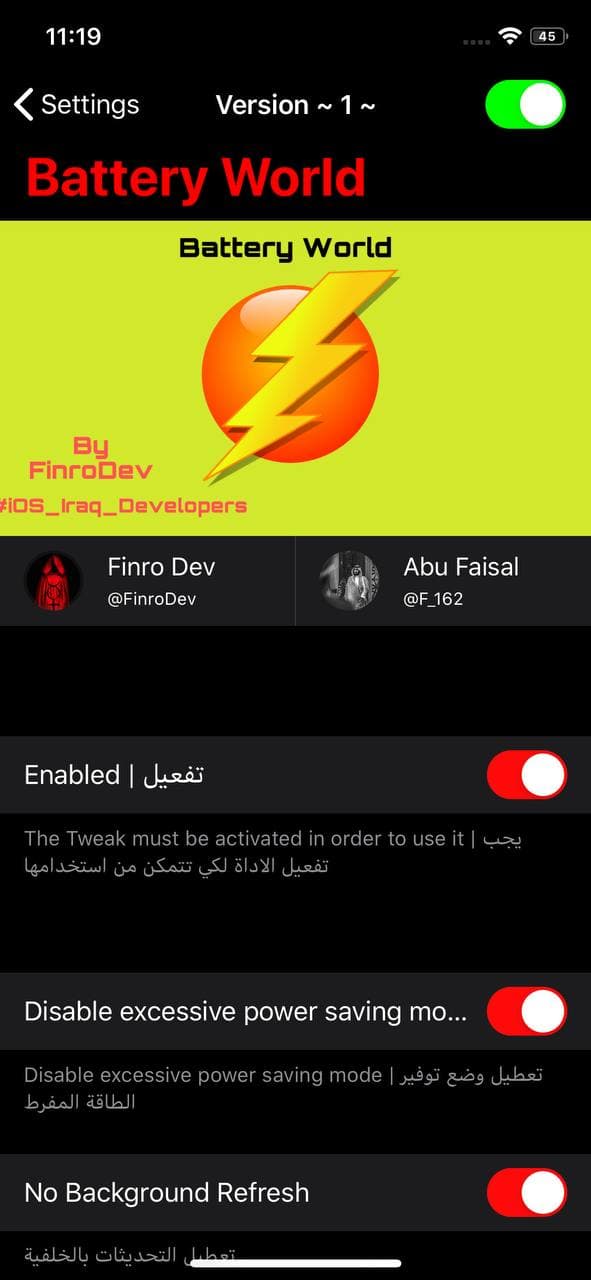 11:19
45
Settings
Version ~ 1 ~
Battery World
Battery World
By
FinroDev
#iOS_Iraq_Developers
Finro Dev
@FinroDev
Abu Faisal
@F_162
Enabled | تفعيل
The Tweak must be activated in order to use it | يجب
تفعيل الاداة لكي تتمكن من استخدامها
Disable excessive power saving mo...
Disable excessive power saving mode | تعطيل وضع توفير
الطاقة المفرط
No Background Refresh
تعطيل التحديثات بالخلفية